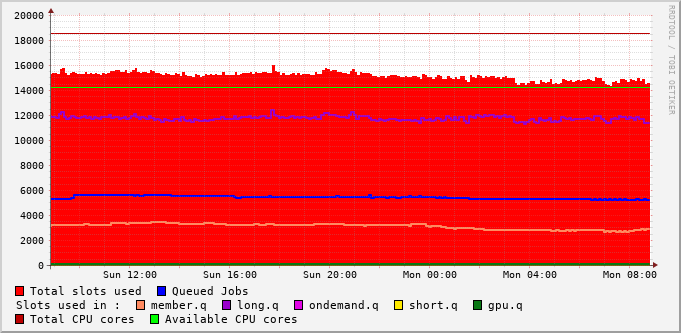 20000
18000
16000
14000
12000
10000
8000
6000
4000
2000
0
Sun 12:00 Sun 16:00 Sun 20:00 Mon 00:00 Mon 04:00 Mon 08:00
Total slots used Queued Jobs
Slots used in : member.q long.q ondemand.q short.q gpu.q
Total CPU cores Available CPU cores
RRDTOOL / TOBI OETIKER